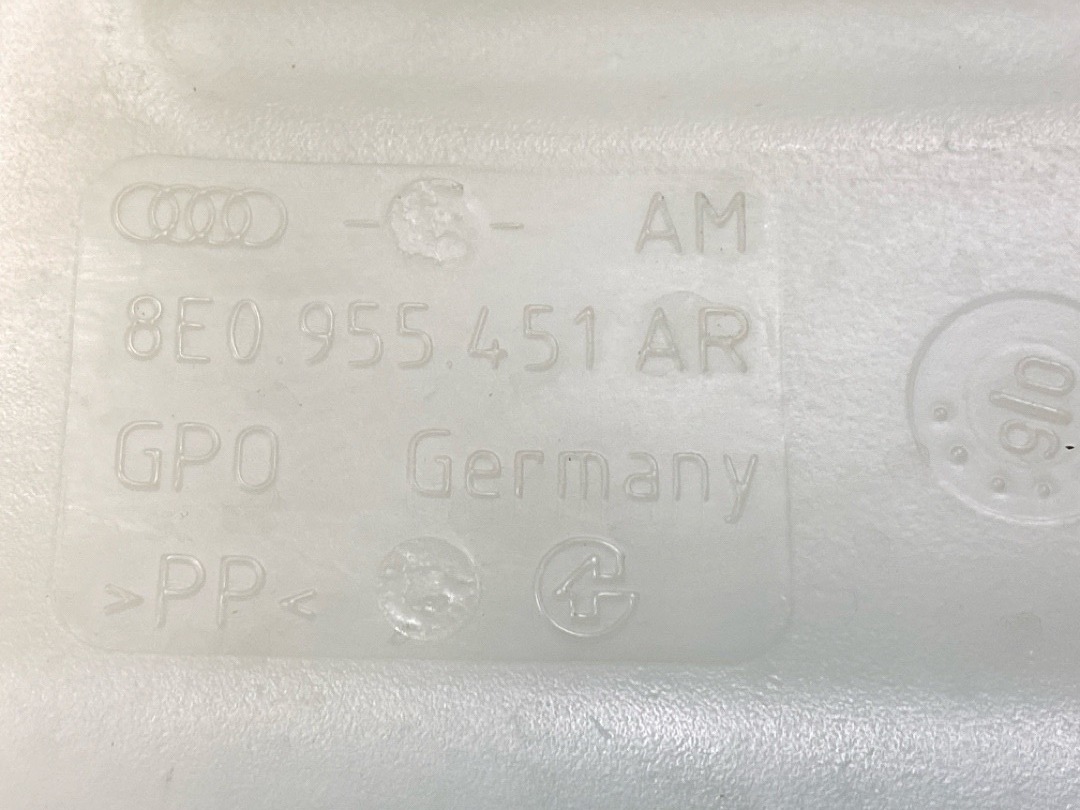 - - AM
8E0.955.451 AR
GPO Germany
>PP<